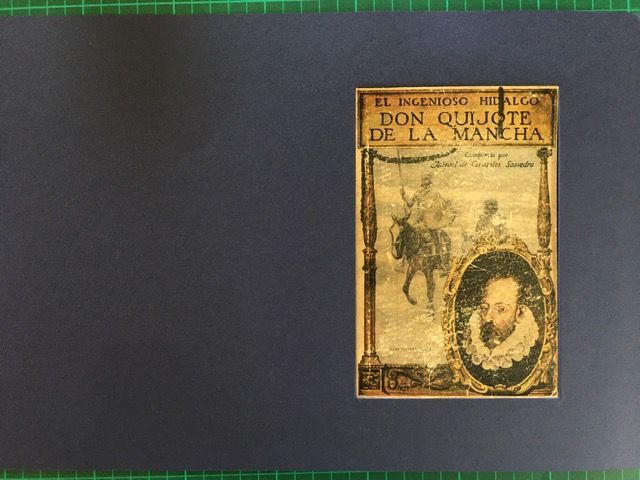 EL INGENIOSO HIDALGO
DON QUIJOTE
DE LA MANCHA
Compuesto por
Miguel de Cervantes Saavedra